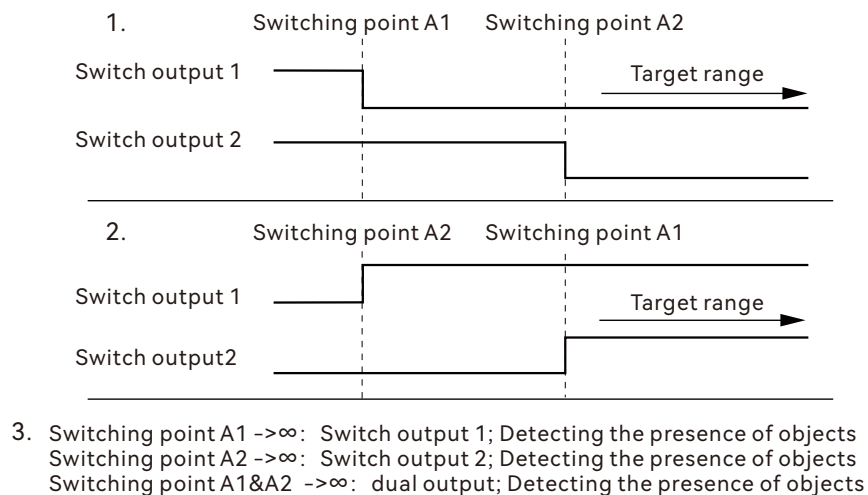 1.
Switching point A1 Switching point A2
Switch output 1
Target range
Switch output 2
2.
Switching point A2 Switching point A1
Switch output 1
Target range
Switch output2
3. Switching point A1 ->∞: Switch output 1; Detecting the presence of objects
Switching point A2 ->∞: Switch output 2; Detecting the presence of objects
Switching point A1&A2 ->∞: dual output; Detecting the presence of objects